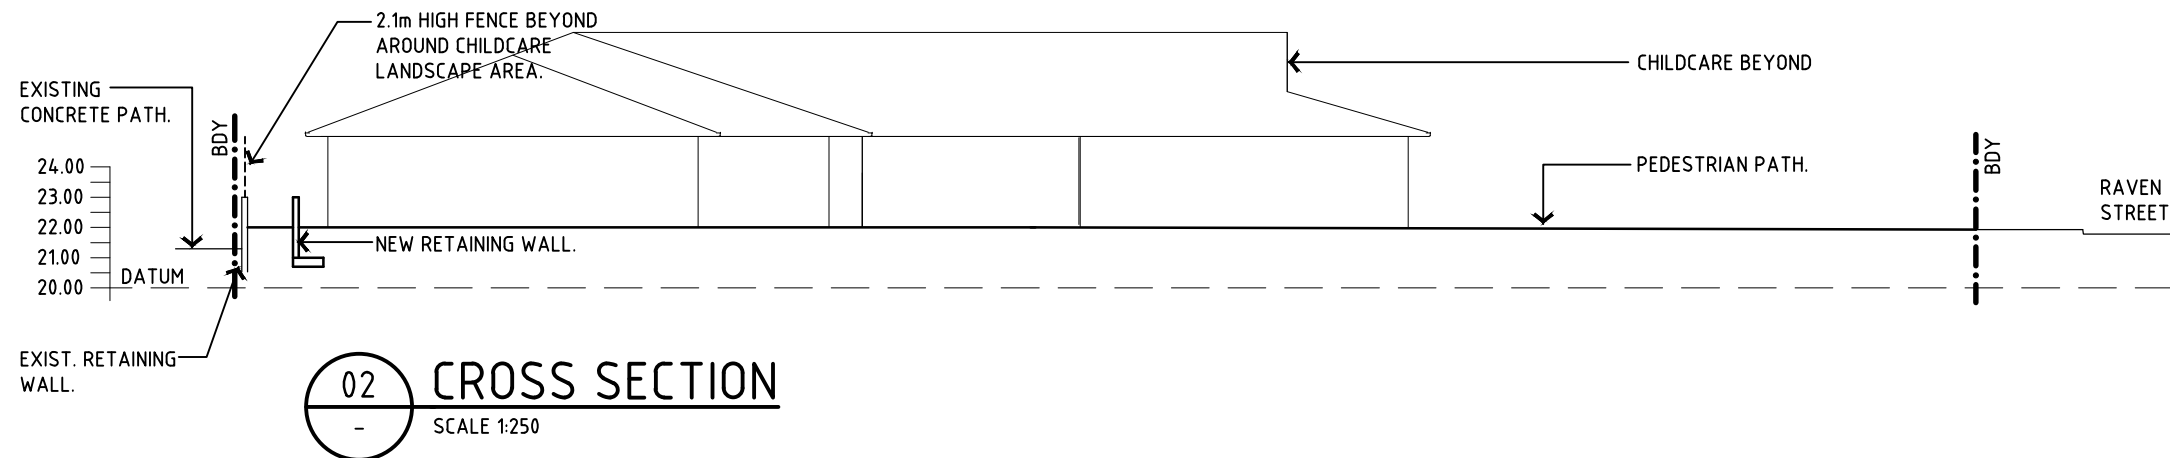 2.1m HIGH FENCE BEYOND
AROUND CHILDCARE
LANDSCAPE AREA.
CHILDCARE BEYOND
EXISTING
CONCRETE PATH.
BDY
BDY
24.00
23.00
22.00
21.00
20.00
DATUM
PEDESTRIAN PATH.
RAVEN
STREET
NEW RETAINING WALL.
EXIST. RETAINING
WALL.
02
-
CROSS SECTION
SCALE 1:250